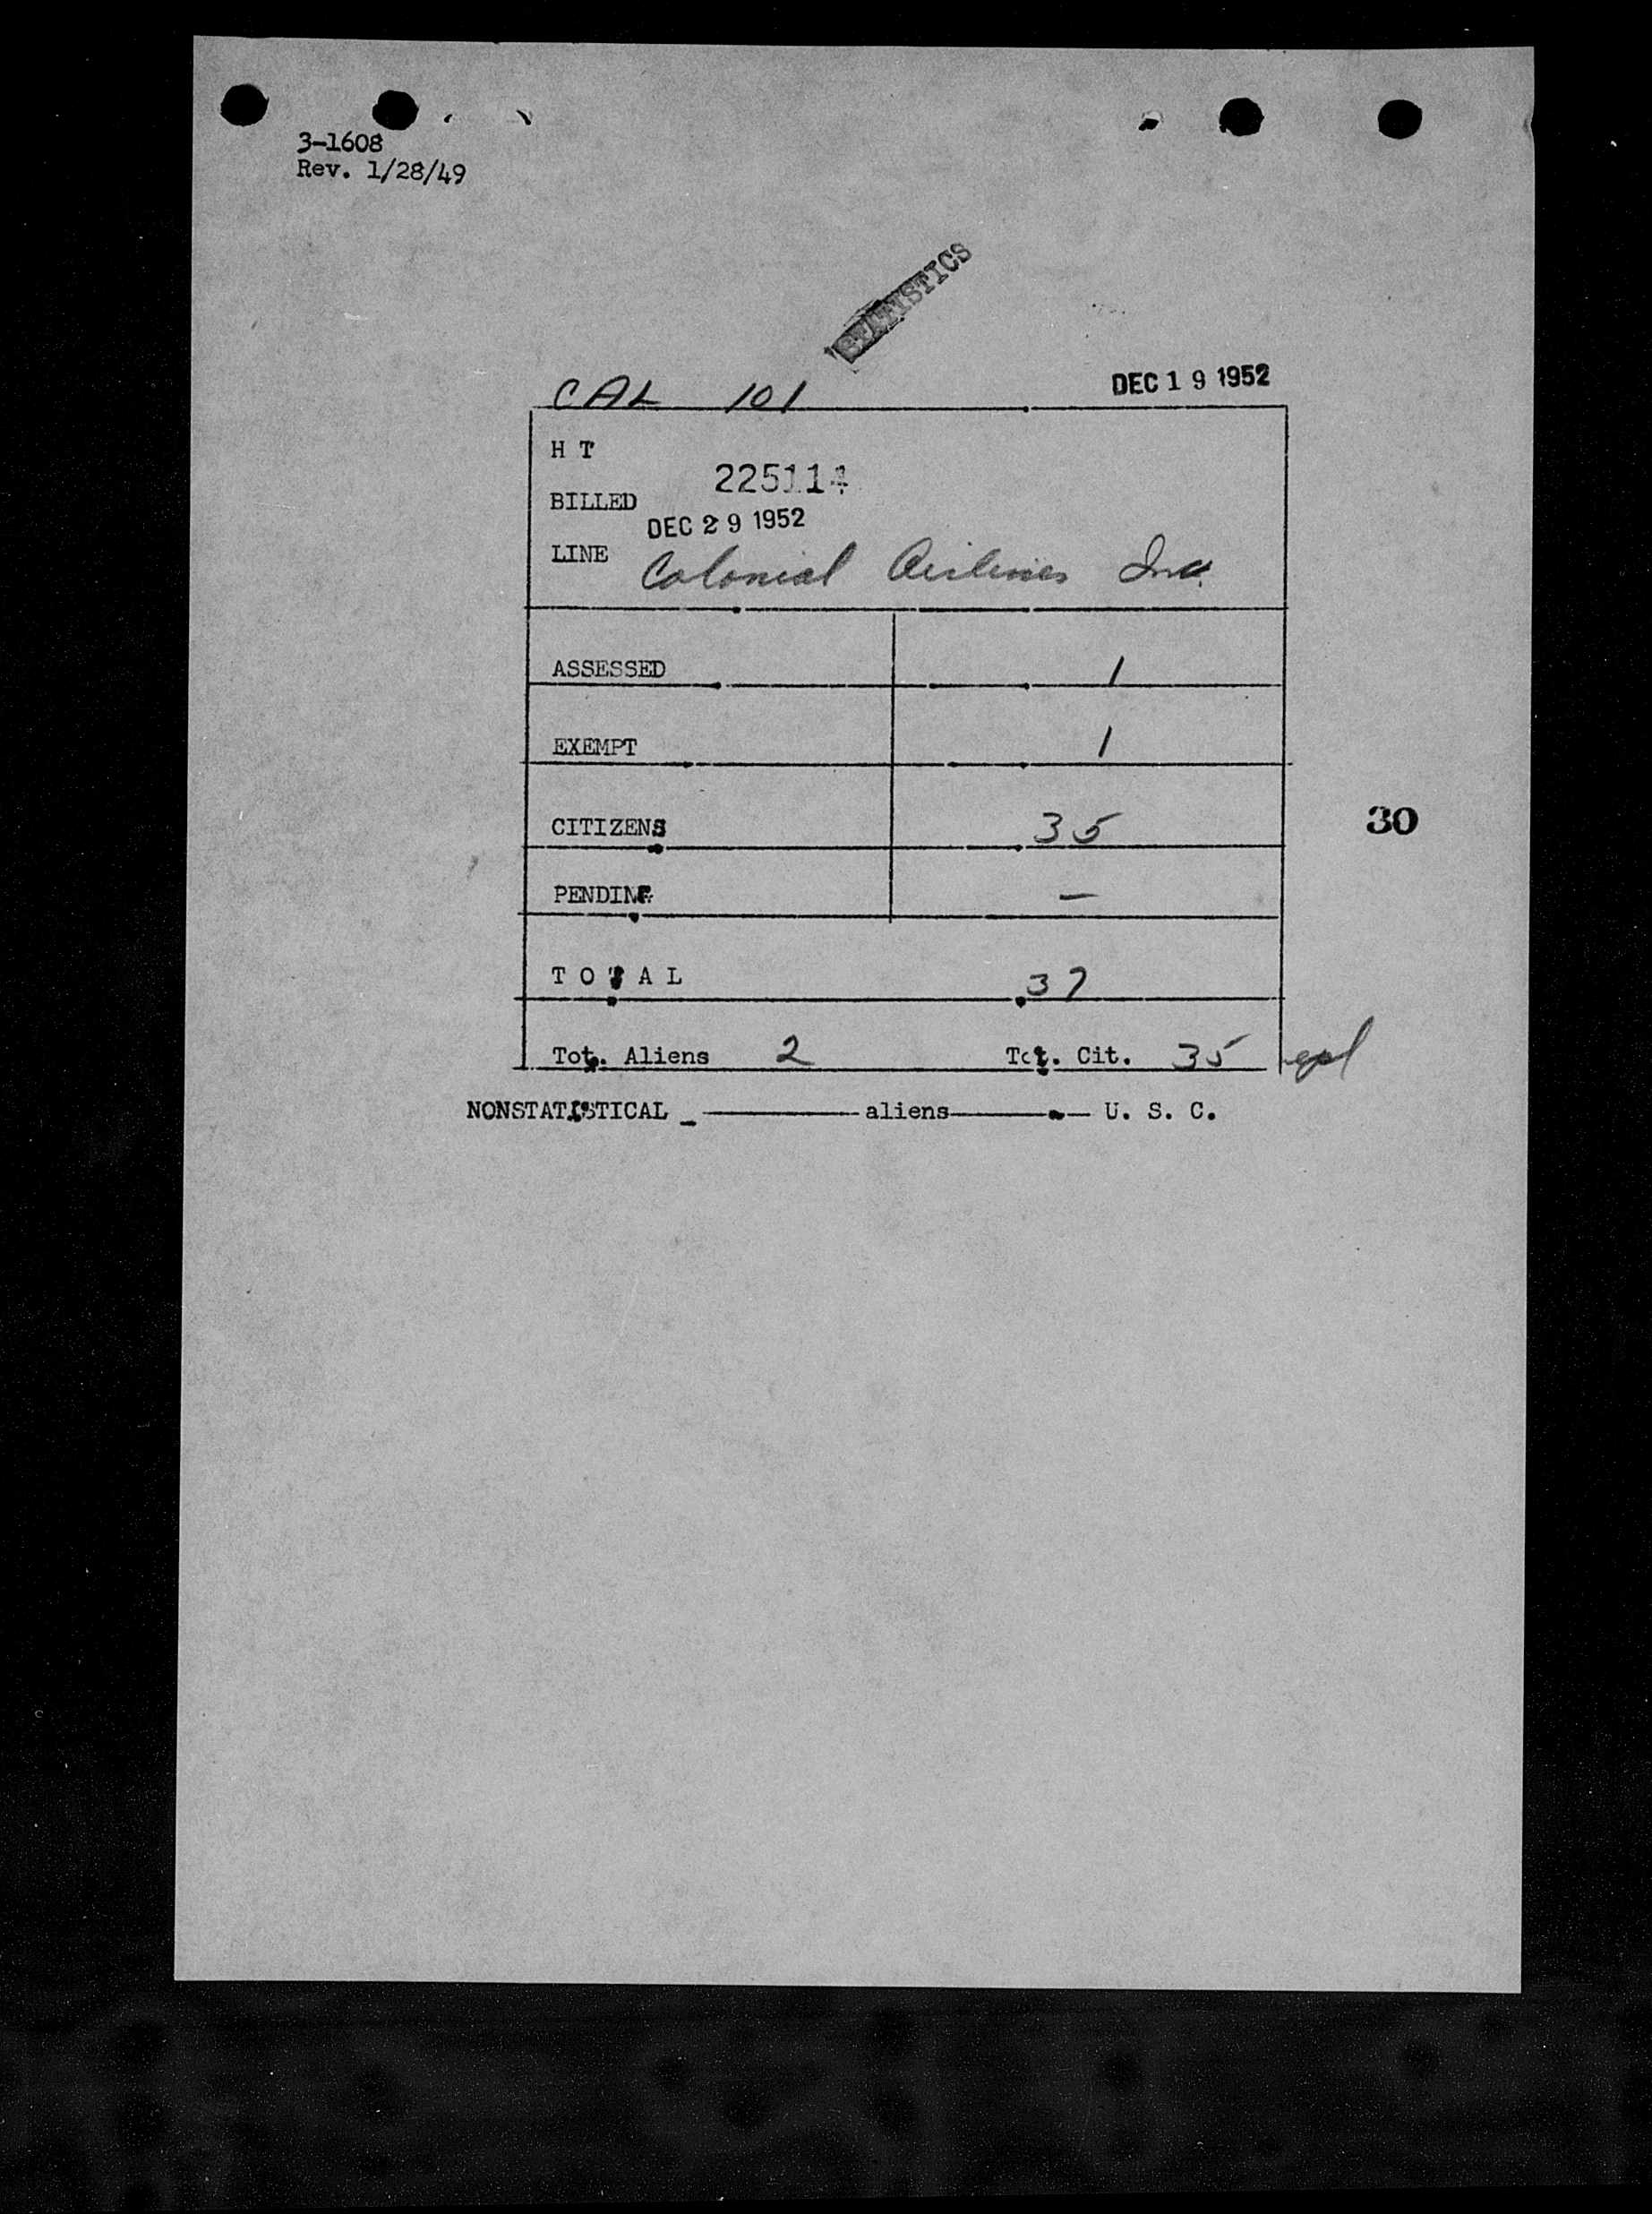 3-1608
Rev. 1/28/49
STATISTICS
CAL 101 DEC 19 1952
H T
225114
BILLED
DEC 29 1952
LINE Colonial Airlines Inc.
ASSESSED 1
EXEMPT 1
CITIZENS 35
30
PENDING —
T O T A L 37
Tot. Aliens 2 Tot. Cit. 35
NONSTATISTICAL _ ———— aliens ———— U. S. C.